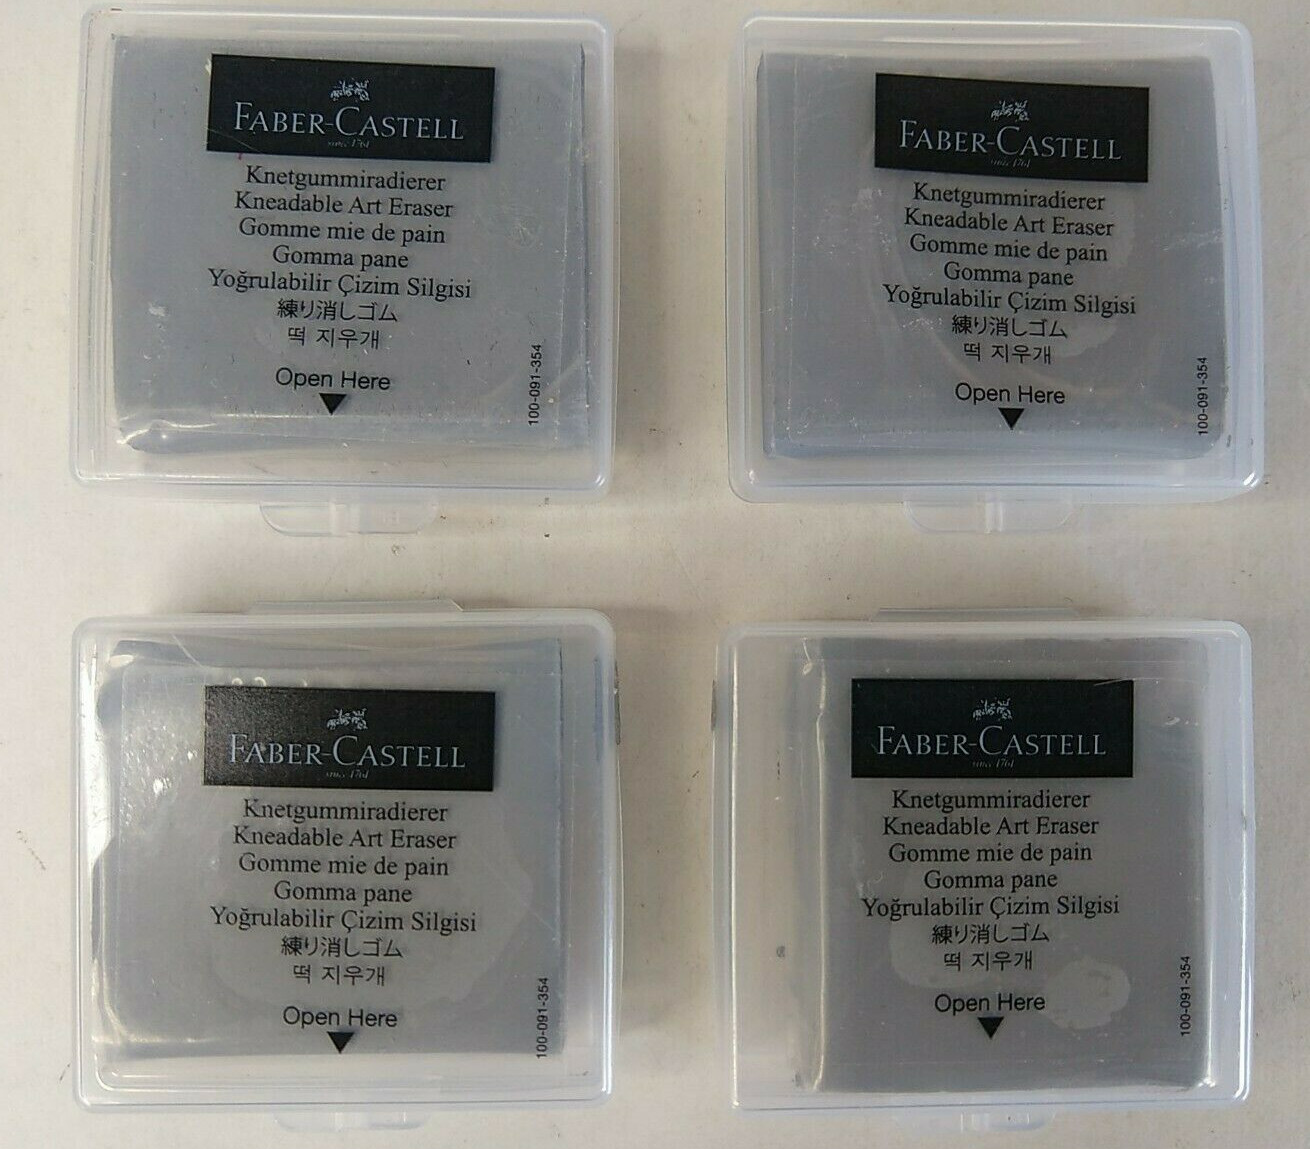 FABER-CASTELL
since 1761
Knetgummiradierer
Kneadable Art Eraser
Gomme mie de pain
Gomma pane
Yoğrulabilir Çizim Silgisi
練り消しゴム
떡 지우개
Open Here
100-091-354
FABER-CASTELL
since 1761
Knetgummiradierer
Kneadable Art Eraser
Gomme mie de pain
Gomma pane
Yoğrulabilir Çizim Silgisi
練り消しゴム
떡 지우개
Open Here
100-091-354
FABER-CASTELL
since 1761
Knetgummiradierer
Kneadable Art Eraser
Gomme mie de pain
Gomma pane
Yoğrulabilir Çizim Silgisi
練り消しゴム
떡 지우개
Open Here
100-091-354
FABER-CASTELL
since 1761
Knetgummiradierer
Kneadable Art Eraser
Gomme mie de pain
Gomma pane
Yoğrulabilir Çizim Silgisi
練り消しゴム
떡 지우개
Open Here
100-091-354